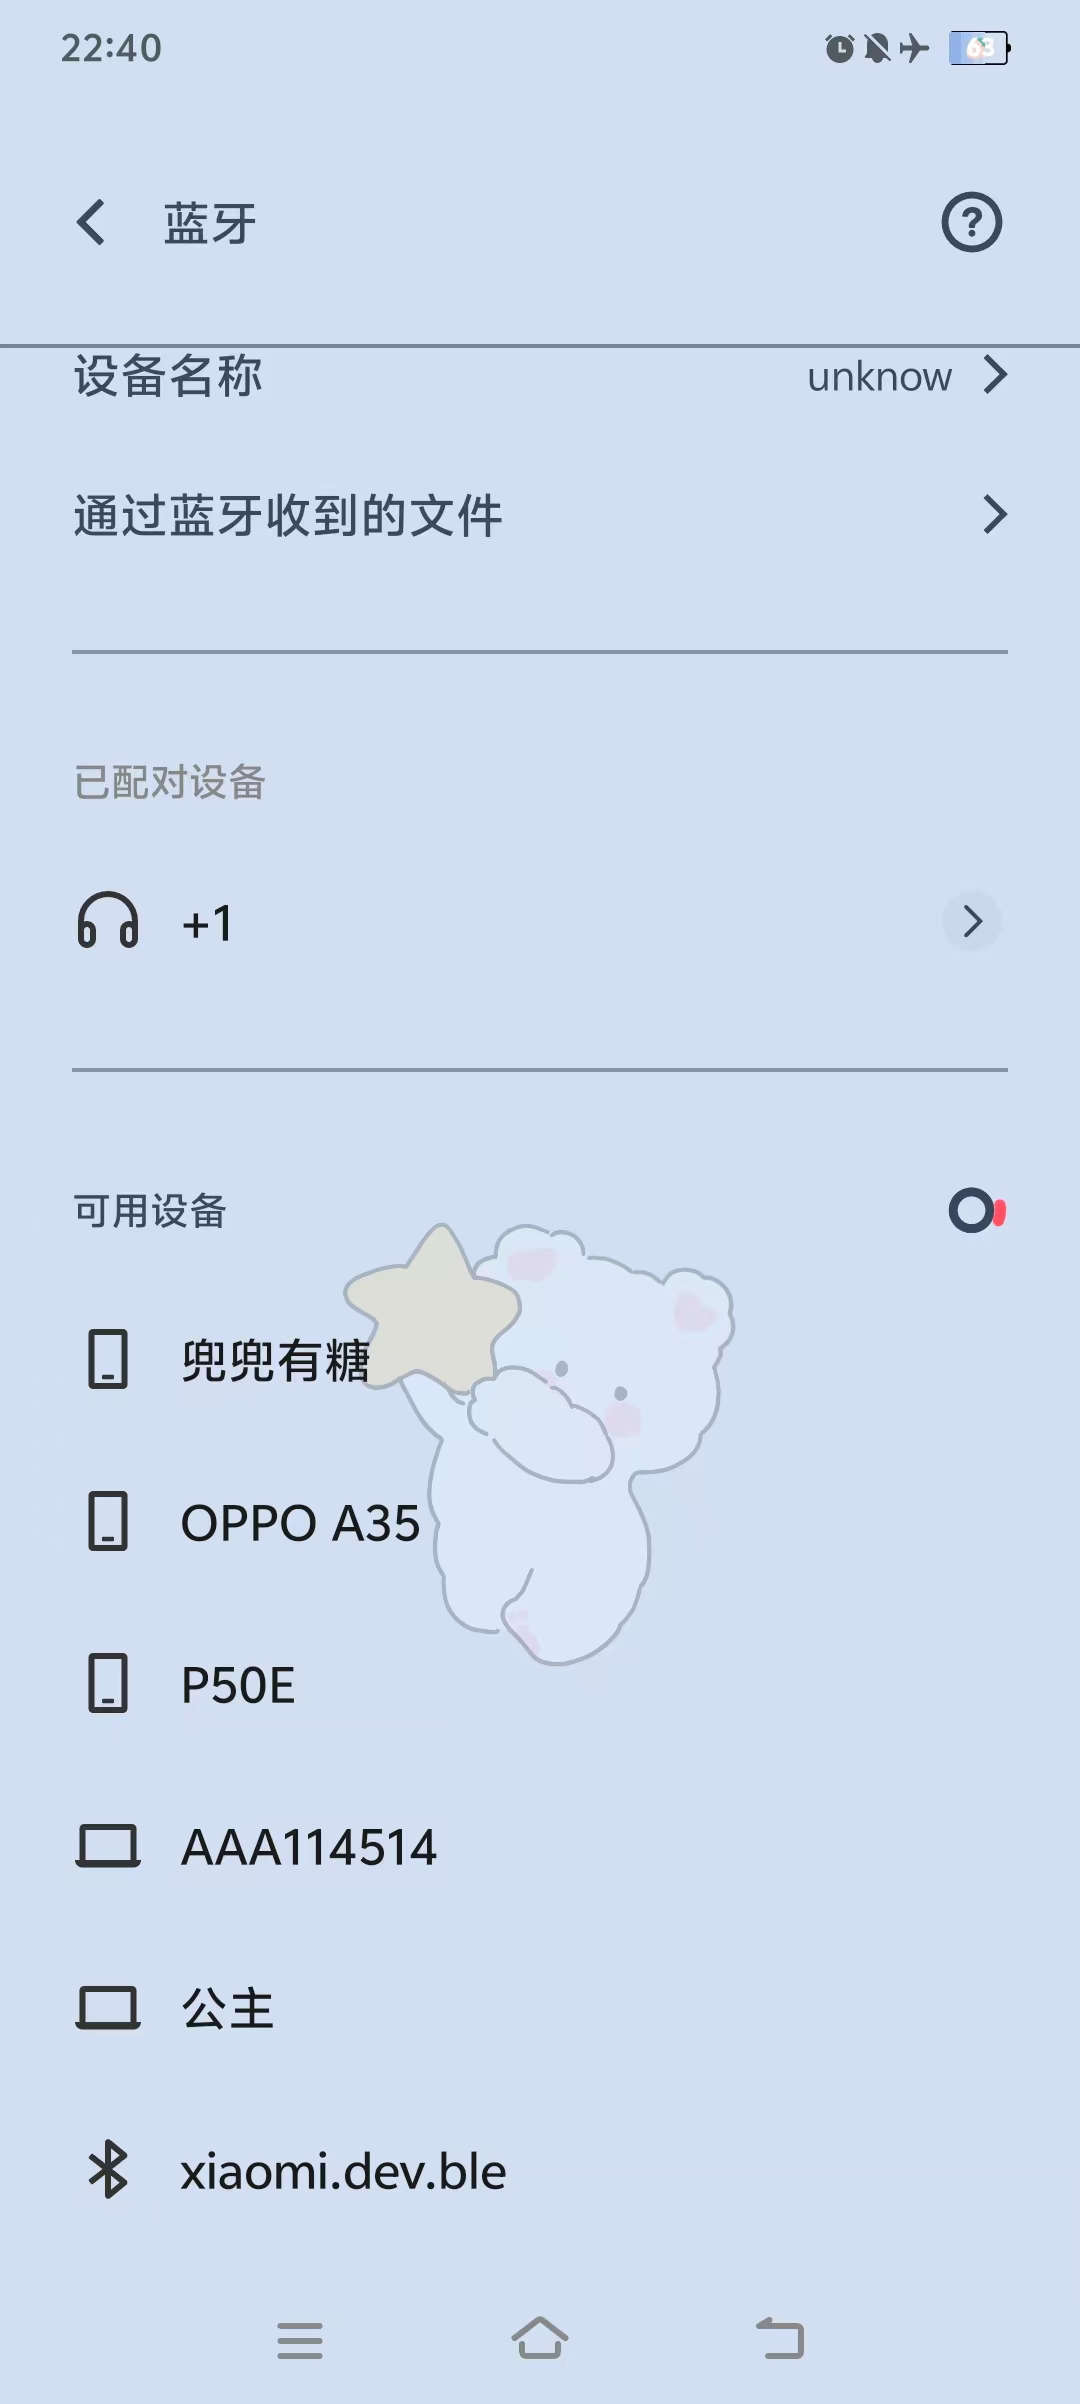 22:40
63
蓝牙
设备名称 unknow
通过蓝牙收到的文件
已配对设备
+1
可用设备
兜兜有糖
OPPO A35
P50E
AAA114514
公主
xiaomi.dev.ble